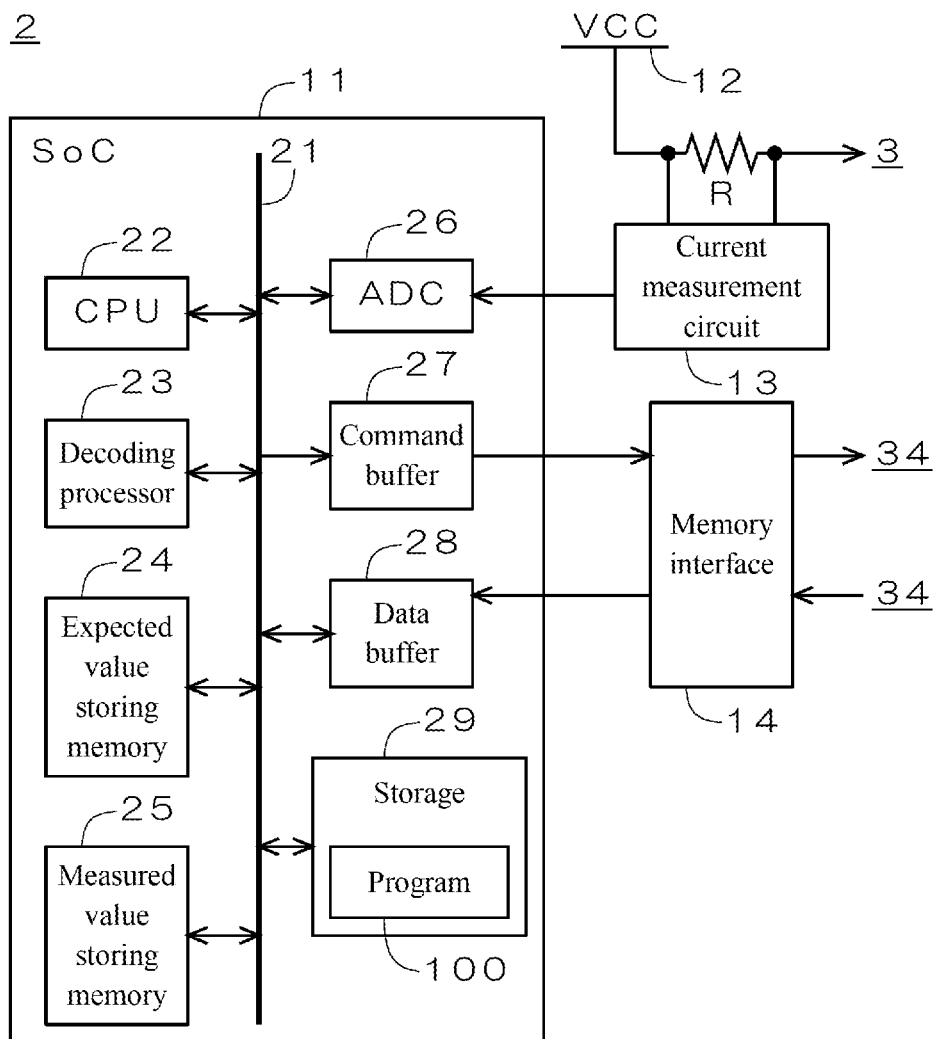 2
VCC
12
11
SoC
21
3
R
22
CPU
26
ADC
Current
measurement
circuit
13
23
Decoding
processor
27
Command
buffer
34
Memory
interface
34
14
24
Expected
value
storing
memory
28
Data
buffer
25
Measured
value
storing
memory
29
Storage
Program
100